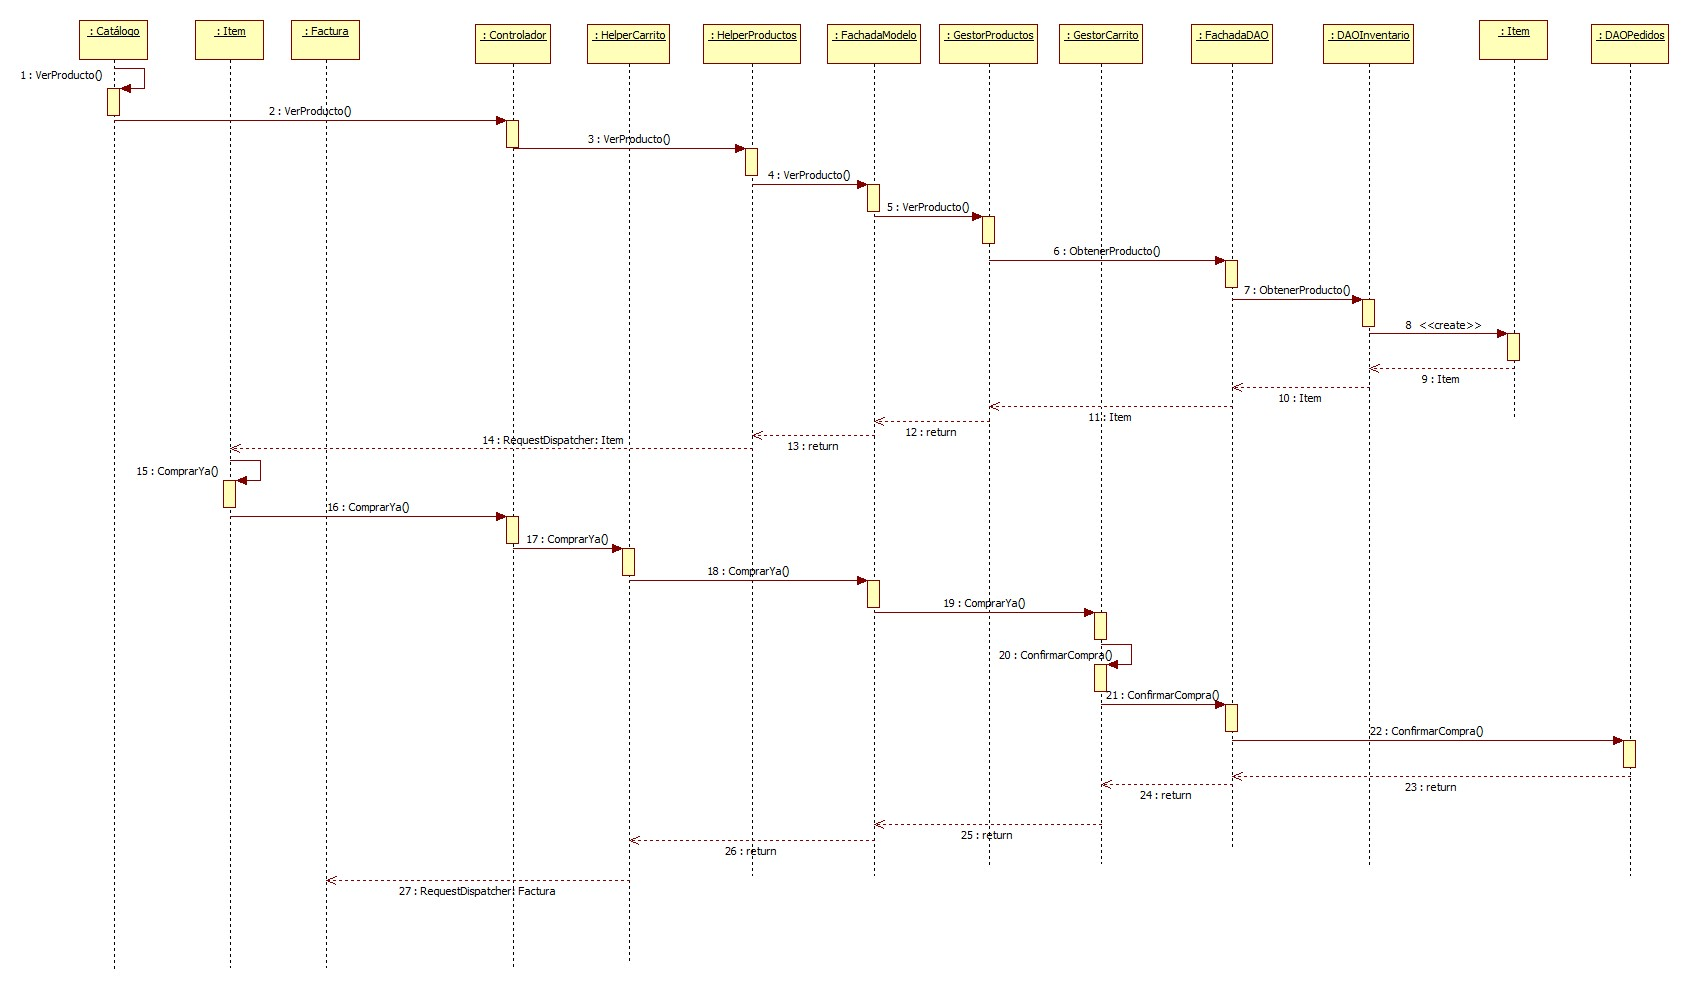 : Catálogo
: Item
: Factura
: Controlador
: HelperCarrito
: HelperProductos
: FachadaModelo
: GestorProductos
: GestorCarrito
: FachadaDAO
: DAOInventario
: Item
: DAOPedidos
1 : VerProducto()
2 : VerProducto()
3 : VerProducto()
4 : VerProducto()
5 : VerProducto()
6 : ObtenerProducto()
7 : ObtenerProducto()
8 <<create>>
9 : Item
10 : Item
11 : Item
12 : return
13 : return
14 : RequestDispatcher: Item
15 : ComprarYa()
16 : ComprarYa()
17 : ComprarYa()
18 : ComprarYa()
19 : ComprarYa()
20 : ConfirmarCompra()
21 : ConfirmarCompra()
22 : ConfirmarCompra()
23 : return
24 : return
25 : return
26 : return
27 : RequestDispatcher: Factura